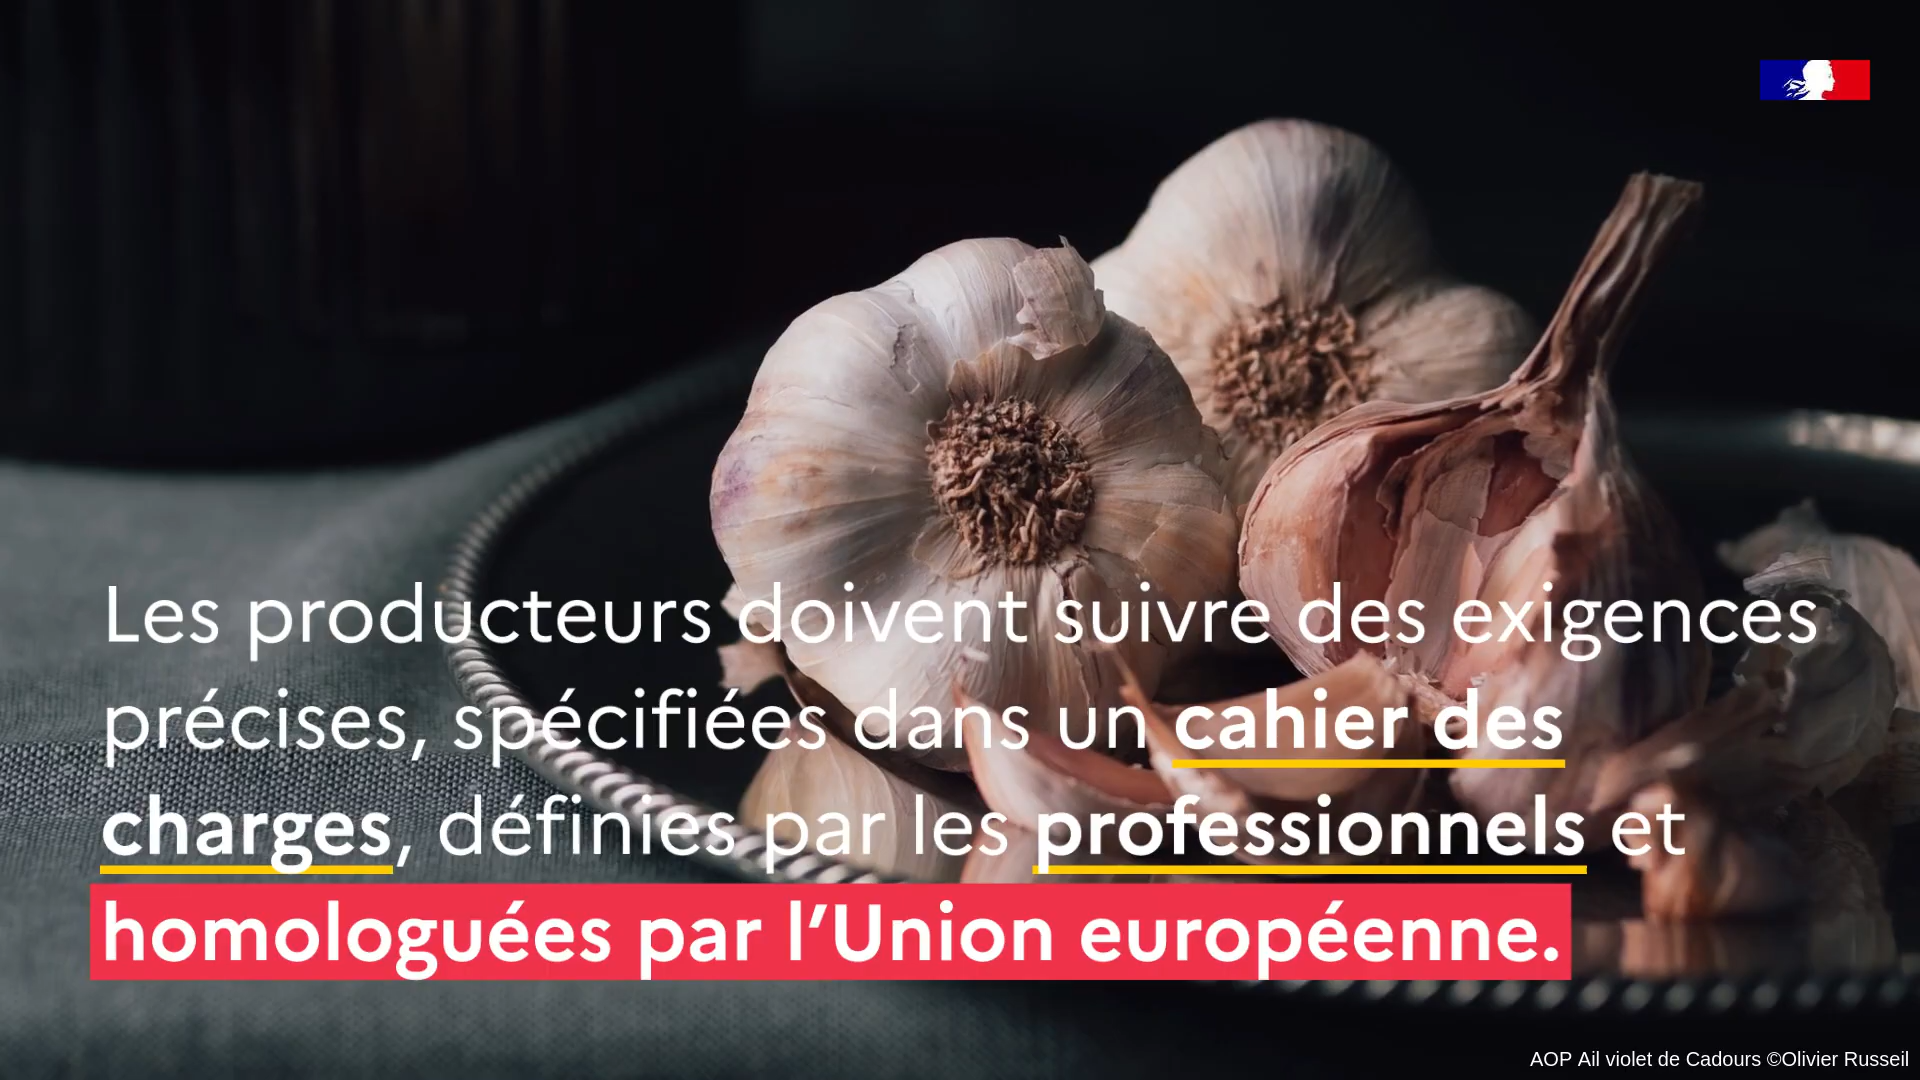 Les producteurs doivent suivre des exigences
précises, spécifiées dans un cahier des
charges, définies par les professionnels et
homologuées par l’Union européenne.
AOP Ail violet de Cadours ©Olivier Russeil